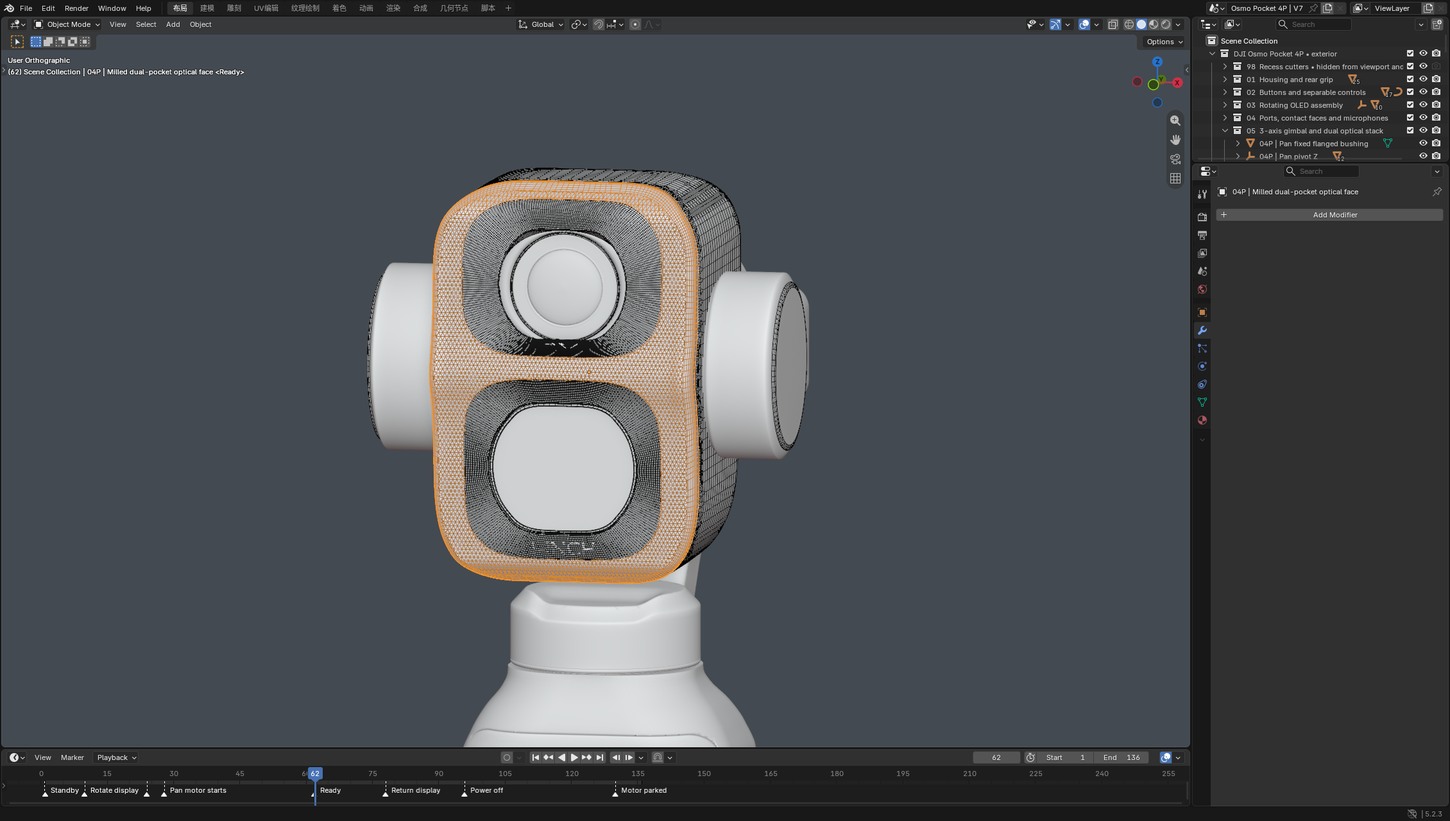 File Edit Render Window Help 布局 建模 雕刻 UV编辑 纹理绘制 着色 动画 渲染 合成 几何节点 脚本 +
Osmo Pocket 4P | V7
ViewLayer
Object Mode View Select Add Object
Global
Options
User Orthographic
(62) Scene Collection | 04P | Milled dual-pocket optical face <Ready>
Z
X
Search
Scene Collection
DJI Osmo Pocket 4P • exterior
98 Recess cutters • hidden from viewport and
01 Housing and rear grip
02 Buttons and separable controls
03 Rotating OLED assembly
04 Ports, contact faces and microphones
05 3-axis gimbal and dual optical stack
04P | Pan fixed flanged bushing
04P | Pan pivot Z
Search
04P | Milled dual-pocket optical face
+ Add Modifier
View Marker Playback
62 Start 1 End 136
0 15 30 45 62 75 90 105 120 135 150 165 180 195 210 225 240 255
Standby Rotate display Pan motor starts Ready Return display Power off Motor parked
5.2.3